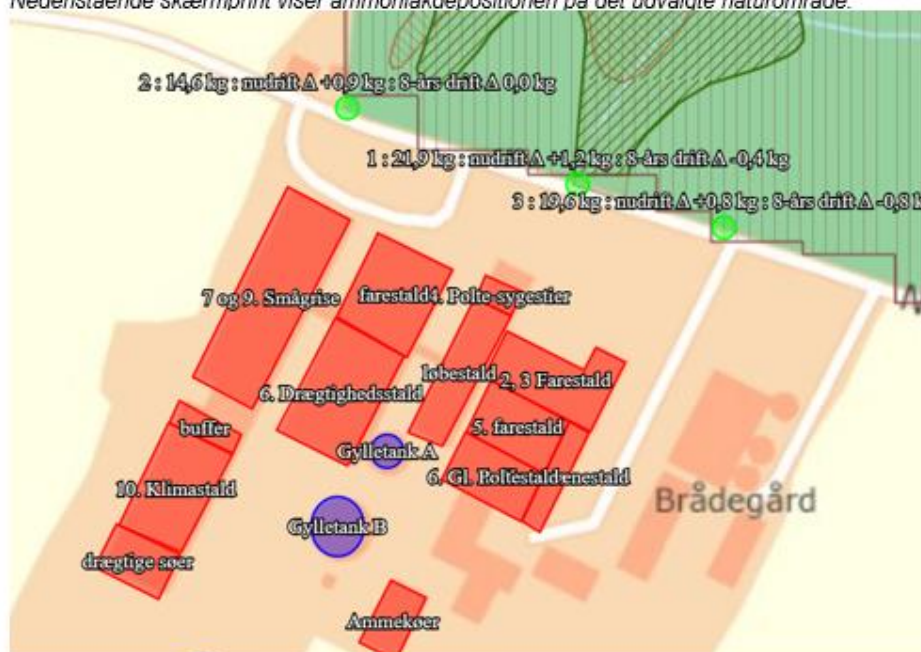 Nedenstående skærmprint viser ammoniakdepositionen på det udvalgte naturområde.
2 : 14,6 kg : nudrift Δ +0,9 kg : 8-års drift Δ 0,0 kg
1 : 21,9 kg : nudrift Δ +1,2 kg : 8-års drift Δ -0,4 kg
3 : 19,6 kg : nudrift Δ +0,8 kg : 8-års drift Δ -0,8 k
7 og 9. Smågrise
farestald
4. Polte-sygestier
løbestald
2, 3 Farestald
6. Drægtighedsstald
buffer
5. farestald
Gylletank A
10. Klimastald
6. Gl. Poltestald
enestald
Brådegård
Gylletank B
drægtige søer
Ammekøer